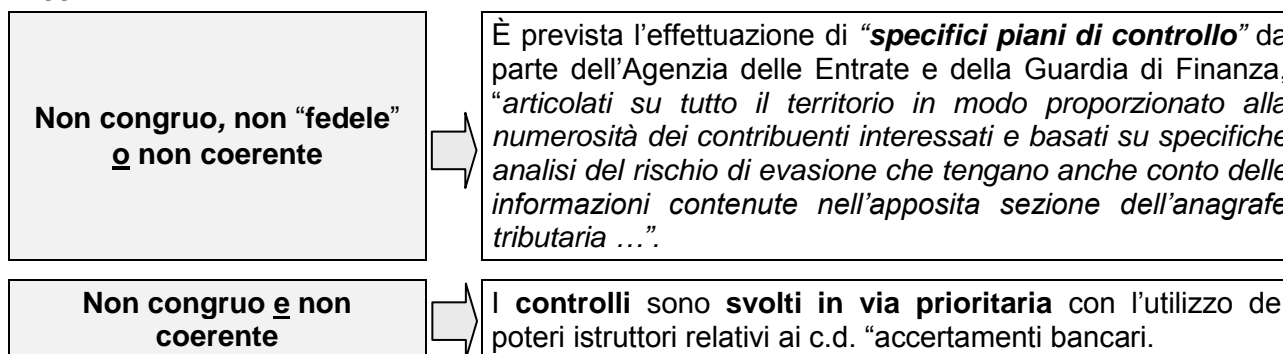 Non congruo, non “fedele”
o non coerente
È prevista l’effettuazione di “specifici piani di controllo” da
parte dell’Agenzia delle Entrate e della Guardia di Finanza,
“articolati su tutto il territorio in modo proporzionato alla
numerosità dei contribuenti interessati e basati su specifiche
analisi del rischio di evasione che tengano anche conto delle
informazioni contenute nell’apposita sezione dell’anagrafe
tributaria …”.
Non congruo e non
coerente
I controlli sono svolti in via prioritaria con l’utilizzo de
poteri istruttori relativi ai c.d. “accertamenti bancari.